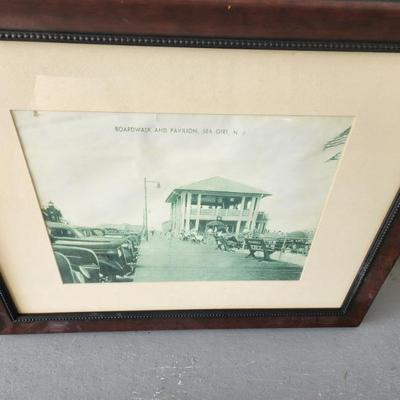 BOARDWALK AND PAVILION, SEA GIRT, N. J.